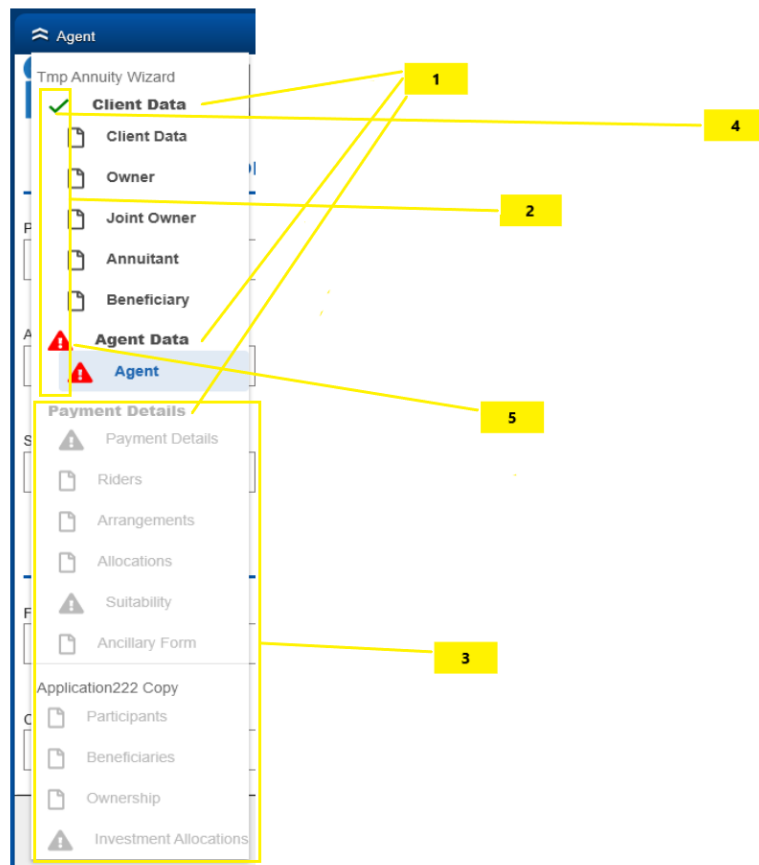 Agent
Tmp Annuity Wizard
1
Client Data
4
Client Data
Owner
2
Joint Owner
Annuitant
Beneficiary
Agent Data
Agent
Payment Details
5
Payment Details
Riders
Arrangements
Allocations
Suitability
Ancillary Form
3
Application222 Copy
Participants
Beneficiaries
Ownership
Investment Allocations